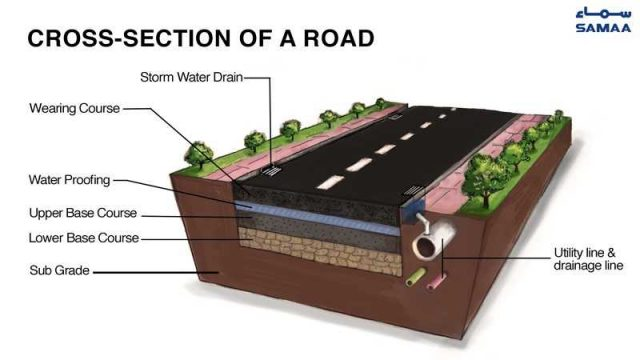 سماء
SAMAA
CROSS-SECTION OF A ROAD
Storm Water Drain
Wearing Course
Water Proofing
Upper Base Course
Lower Base Course
Sub Grade
Utility line &
drainage line